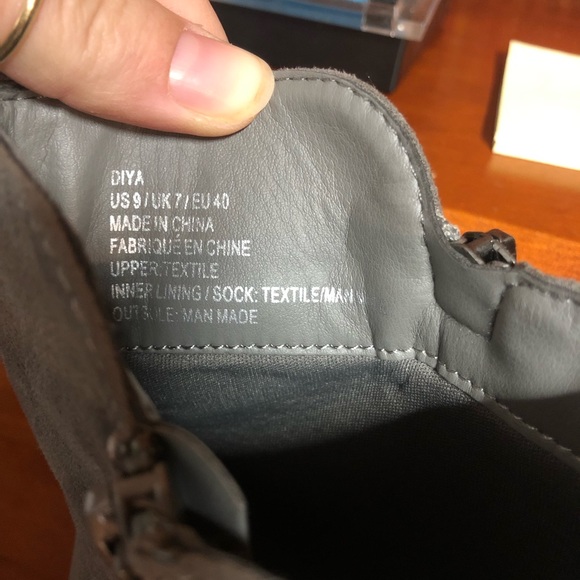 DIYA
US 9 / UK 7 / EU 40
MADE IN CHINA
FABRIQUÉ EN CHINE
UPPER: TEXTILE
INNER LINING / SOCK: TEXTILE/MAN
OUTSOLE: MAN MADE